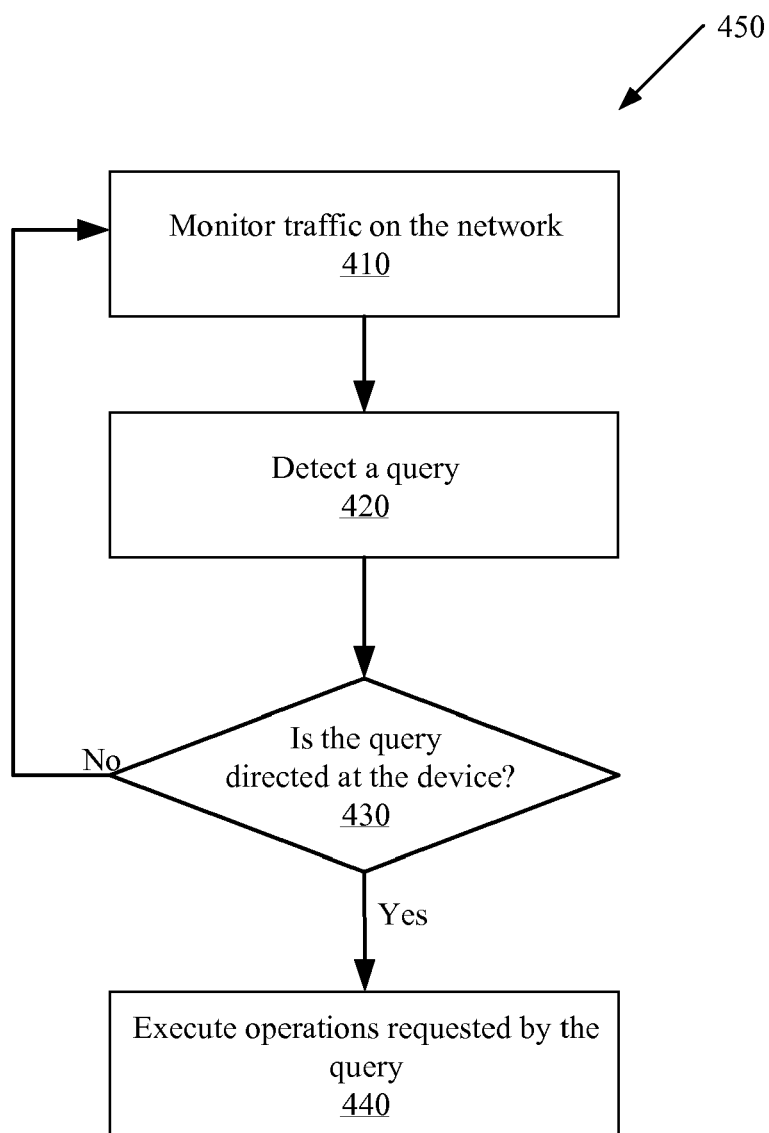 450
Monitor traffic on the network
410
Detect a query
420
Is the query
directed at the device?
430
No
Yes
Execute operations requested by the
query
440